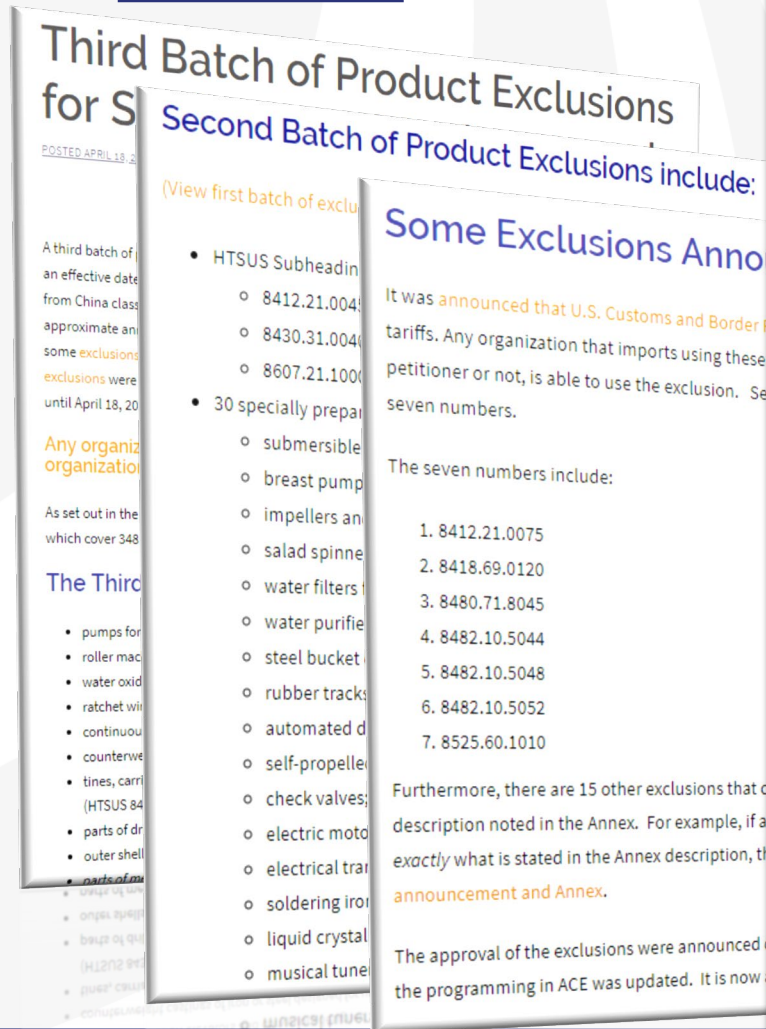 Third Batch of Product Exclusions
for S
POSTED APRIL 18, 2
A third batch of
an effective date
from China class
approximate an
some exclusions
exclusions were
until April 18, 20
Any organiz
organization
As set out in the
which cover 348
The Third
• pumps for
• roller mac
• water oxid
• ratchet wi
• continuou
• counterwe
• tines, carri
(HTSUS 84
• parts of dr
• outer shell
• parts of me
Second Batch of Product Exclusions include:
(View first batch of exclu
• HTSUS Subheadin
○ 8412.21.004
○ 8430.31.004
○ 8607.21.1000
• 30 specially prepar
○ submersible
○ breast pump
○ impellers an
○ salad spinne
○ water filters
○ water purifie
○ steel bucket
○ rubber tracks
○ automated d
○ self-propelle
○ check valves;
○ electric moto
○ electrical tra
○ soldering iro
○ liquid crystal
○ musical tune
Some Exclusions Anno
It was announced that U.S. Customs and Border
tariffs. Any organization that imports using these
petitioner or not, is able to use the exclusion. Se
seven numbers.
The seven numbers include:
1. 8412.21.0075
2. 8418.69.0120
3. 8480.71.8045
4. 8482.10.5044
5. 8482.10.5048
6. 8482.10.5052
7. 8525.60.1010
Furthermore, there are 15 other exclusions that
description noted in the Annex. For example, if a
exactly what is stated in the Annex description, th
announcement and Annex.
The approval of the exclusions were announced
the programming in ACE was updated. It is now